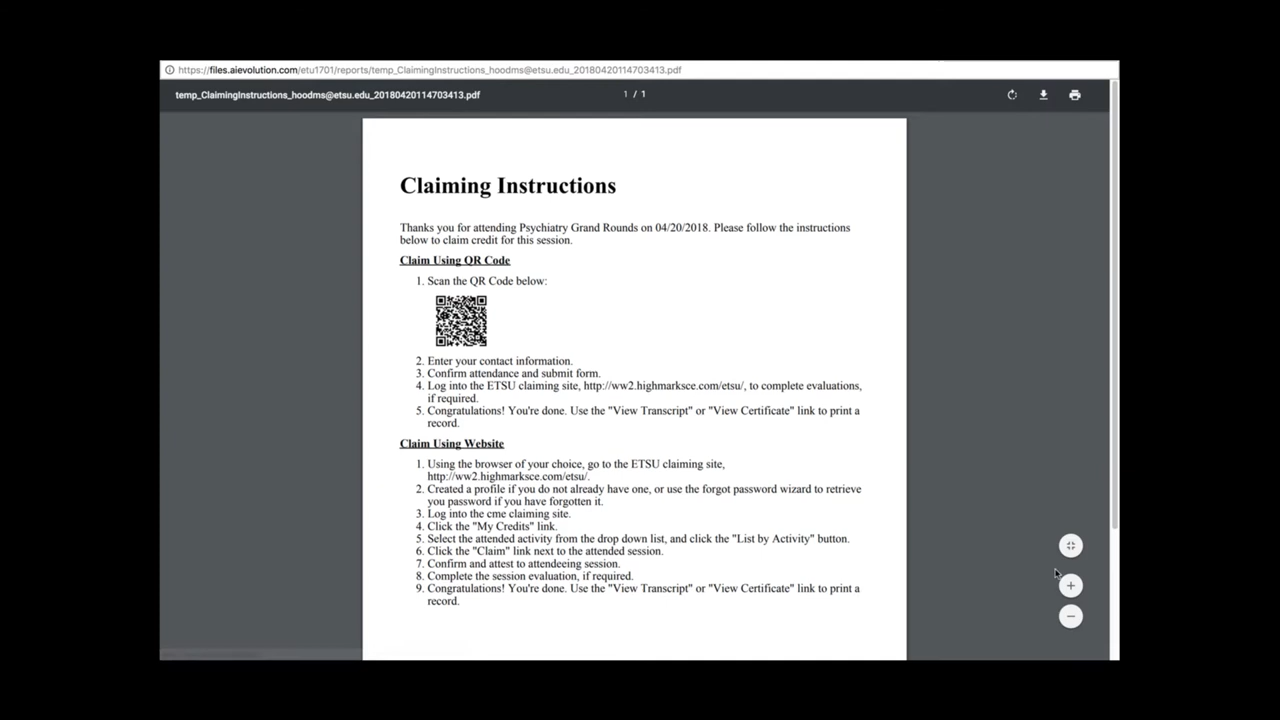 https://files.aievolution.com/etu1701/reports/temp_ClaimingInstructions_hoodms@etsu.edu_20180420114703413.pdf
temp_ClaimingInstructions_hoodms@etsu.edu_20180420114703413.pdf
1 / 1
Claiming Instructions
Thanks you for attending Psychiatry Grand Rounds on 04/20/2018. Please follow the instructions
below to claim credit for this session.
Claim Using QR Code
1. Scan the QR Code below:
2. Enter your contact information.
3. Confirm attendance and submit form.
4. Log into the ETSU claiming site, http://ww2.highmarksce.com/etsu/, to complete evaluations,
if required.
5. Congratulations! You're done. Use the "View Transcript" or "View Certificate" link to print a
record.
Claim Using Website
1. Using the browser of your choice, go to the ETSU claiming site,
http://ww2.highmarksce.com/etsu/.
2. Created a profile if you do not already have one, or use the forgot password wizard to retrieve
you password if you have forgotten it.
3. Log into the cme claiming site.
4. Click the "My Credits" link.
5. Select the attended activity from the drop down list, and click the "List by Activity" button.
6. Click the "Claim" link next to the attended session.
7. Confirm and attest to attendeeing session.
8. Complete the session evaluation, if required.
9. Congratulations! You're done. Use the "View Transcript" or "View Certificate" link to print a
record.